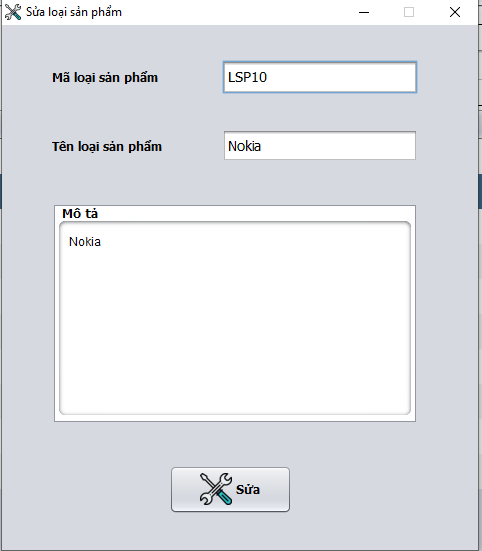 Sửa loại sản phẩm
Mã loại sản phẩm
LSP10
Tên loại sản phẩm
Nokia
Mô tả
Nokia
Sửa